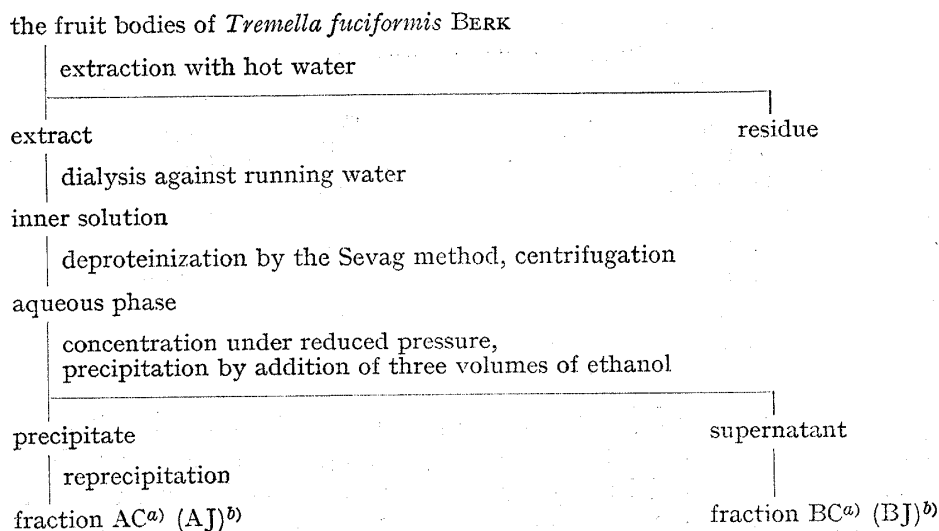 the fruit bodies of Tremella fuciformis BERK
extraction with hot water
extract
residue
dialysis against running water
inner solution
deproteinization by the Sevag method, centrifugation
aqueous phase
concentration under reduced pressure,
precipitation by addition of three volumes of ethanol
precipitate
supernatant
reprecipitation
fraction ACa) (AJ)b)
fraction BCa) (BJ)b)